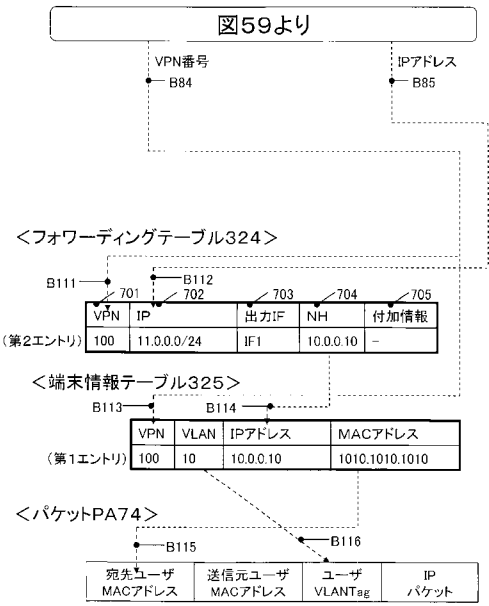 図59より
VPN番号
IPアドレス
B84
B85
<フォワーディングテーブル324>
B111
B112
701
702
703
704
705
VPN IP 出力IF NH 付加情報
(第2エントリ) 100 11.0.0.0/24 IF1 10.0.0.10 -
<端末情報テーブル325>
B113
B114
VPN VLAN IPアドレス MACアドレス
(第1エントリ) 100 10 10.0.0.10 1010.1010.1010
<パケットPA74>
B115
B116
宛先ユーザ 送信元ユーザ ユーザ IP
MACアドレス MACアドレス VLANTag パケット